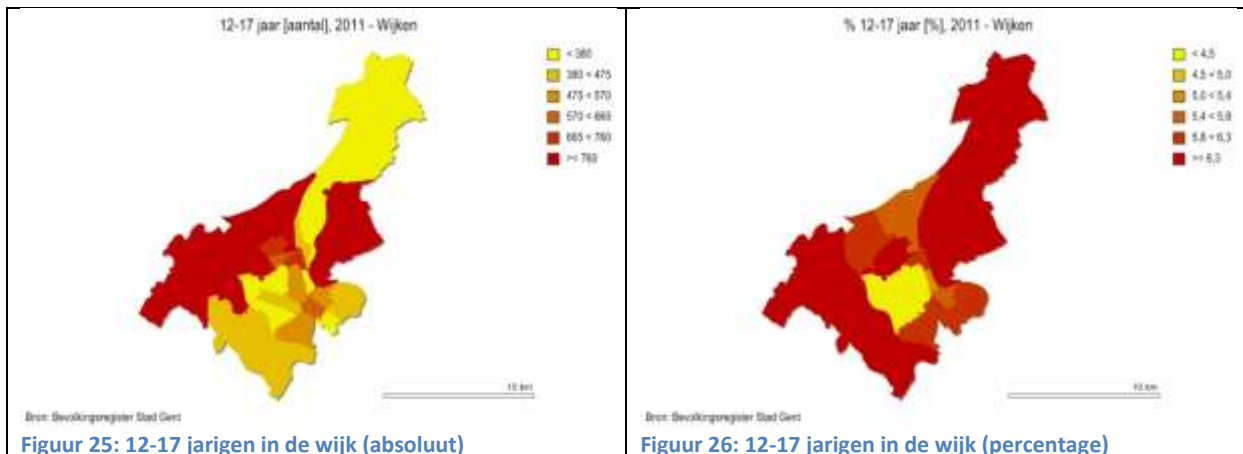 12-17 jaar [aantal], 2011 - Wijken
< 380
380 < 475
475 < 570
570 < 665
665 < 760
>= 760
10 km
Bron: Bevolkingsregister Stad Gent
Figuur 25: 12-17 jarigen in de wijk (absoluut)
% 12-17 jaar [%], 2011 - Wijken
< 4,5
4,5 < 5,0
5,0 < 5,4
5,4 < 5,8
5,8 < 6,3
>= 6,3
10 km
Bron: Bevolkingsregister Stad Gent
Figuur 26: 12-17 jarigen in de wijk (percentage)